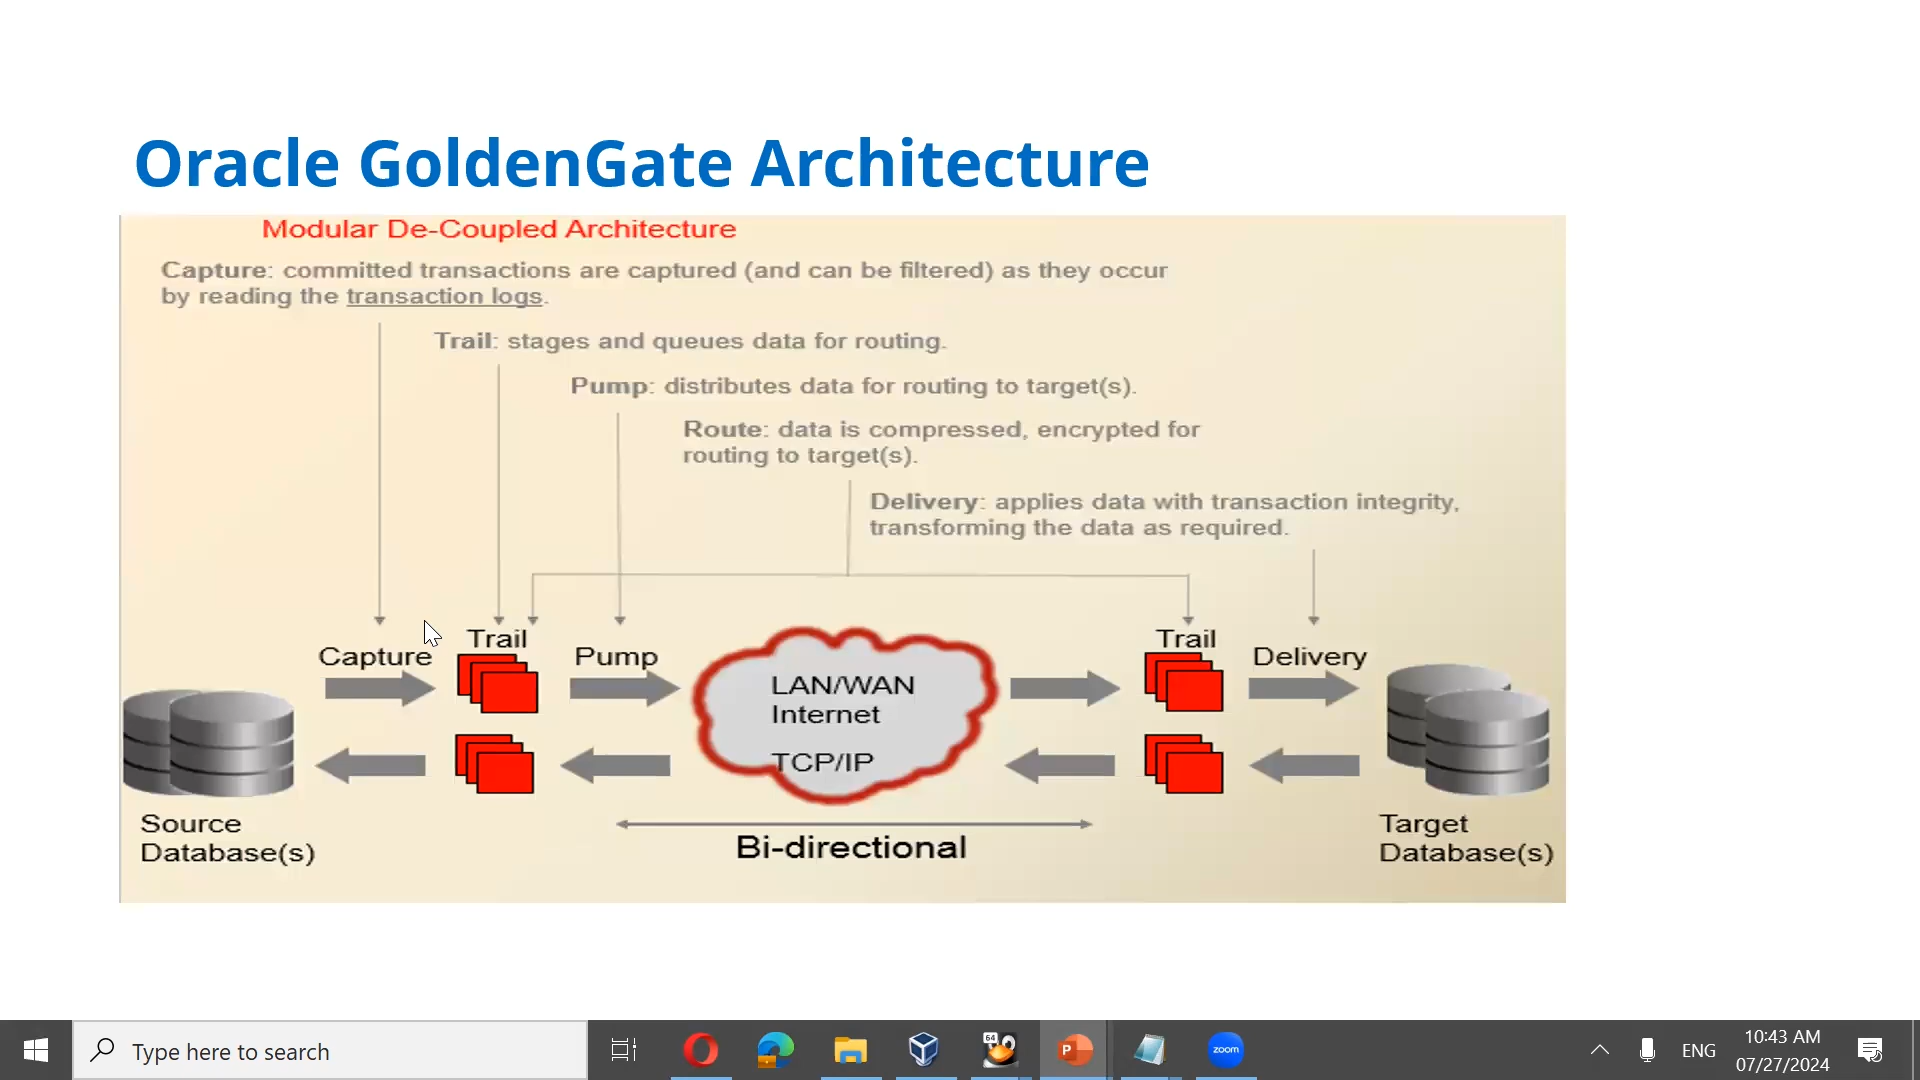 Oracle GoldenGate Architecture
Modular De-Coupled Architecture
Capture: committed transactions are captured (and can be filtered) as they occur
by reading the transaction logs.
Trail: stages and queues data for routing.
Pump: distributes data for routing to target(s).
Route: data is compressed, encrypted for
routing to target(s).
Delivery: applies data with transaction integrity,
transforming the data as required.
Capture
Trail
Pump
LAN/WAN
Internet
TCP/IP
Trail
Delivery
Source
Database(s)
Bi-directional
Target
Database(s)
Type here to search
64
P
zoom
ENG
10:43 AM
07/27/2024